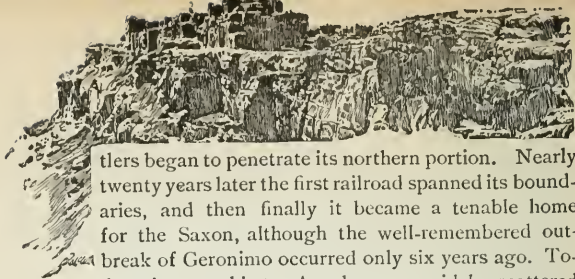 tlers began to penetrate its northern portion. Nearly
twenty years later the first railroad spanned its bound-
aries, and then finally it became a tenable home
for the Saxon, although the well-remembered out-
break of Geronimo occurred only six years ago. To-